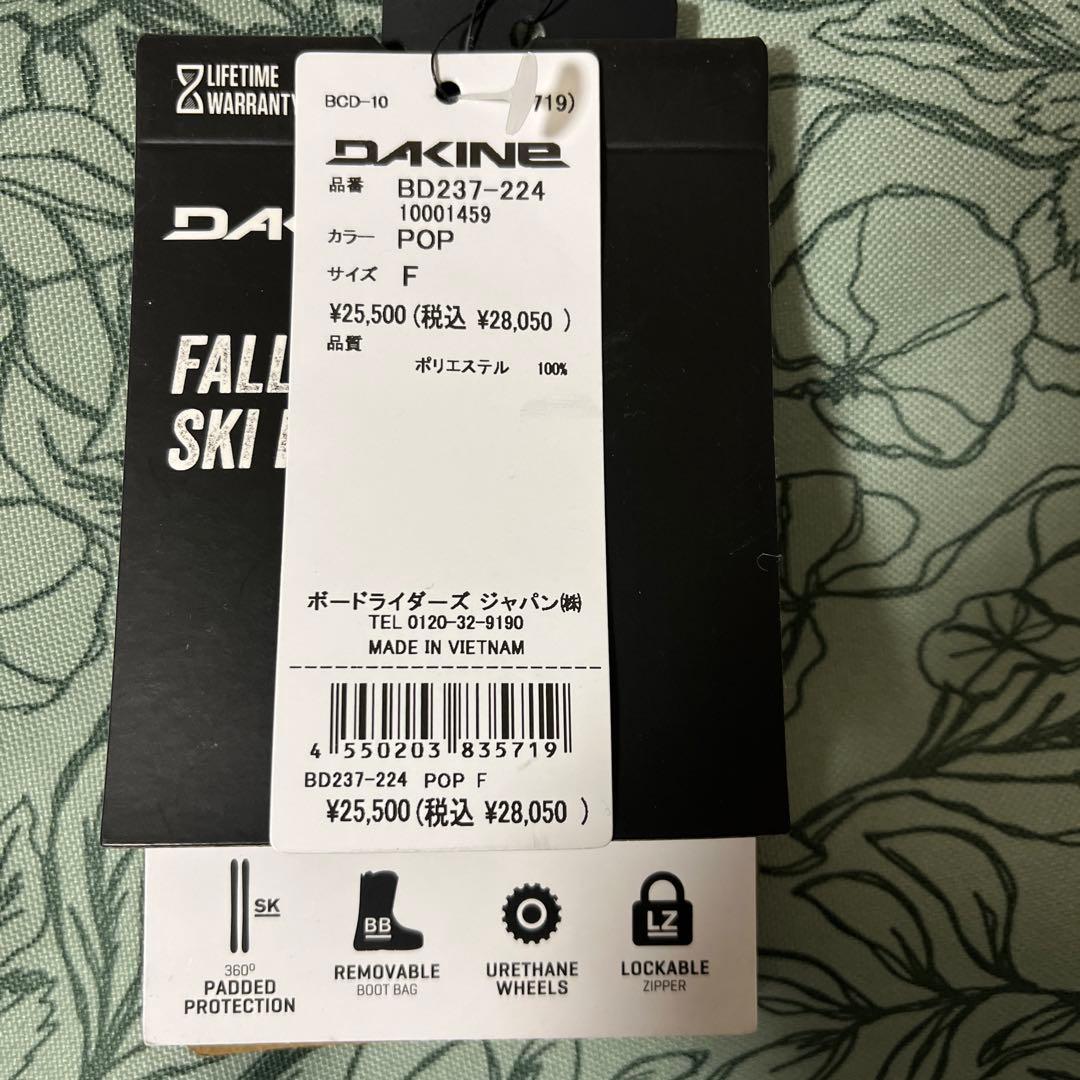 LIFETIME
WARRANTY
DAK
FALL
SKI
BCD-10 719)
DAKINE
品番 BD237-224
10001459
カラー POP
サイズ F
¥25,500(税込 ¥28,050 )
品質
ポリエステル 100%
ボードライダーズ ジャパン㈱
TEL 0120-32-9190
MADE IN VIETNAM
4 550203 835719
BD237-224 POP F
¥25,500(税込 ¥28,050 )
SK
360º
PADDED
PROTECTION
BB
REMOVABLE
BOOT BAG
URETHANE
WHEELS
LZ
LOCKABLE
ZIPPER